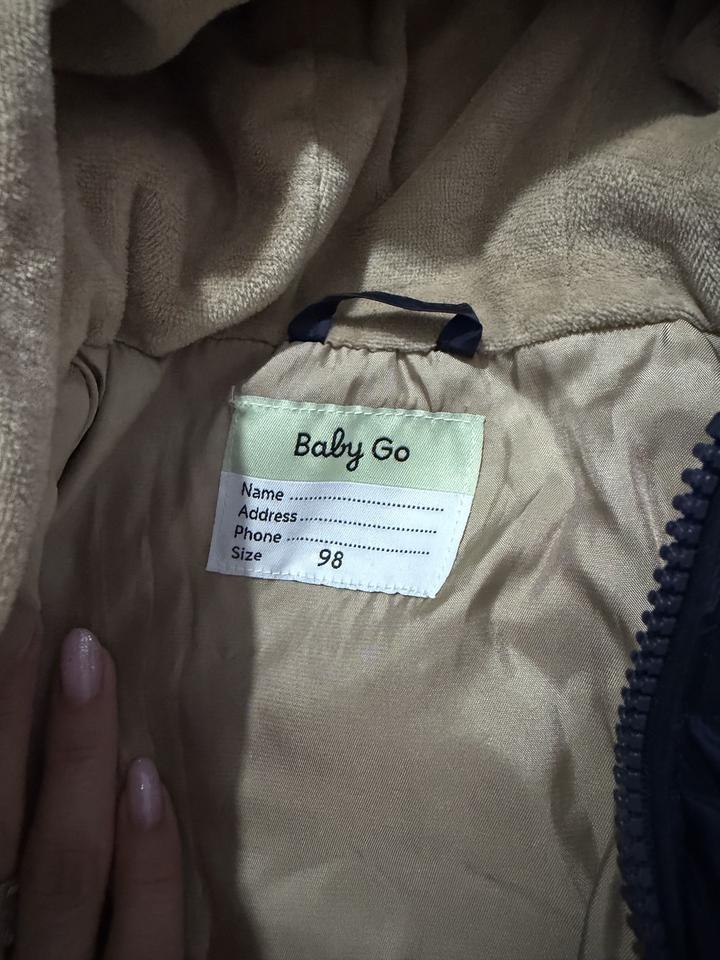 Baby Go
Name ........................................
Address ...................................
Phone .....................................
Size 98